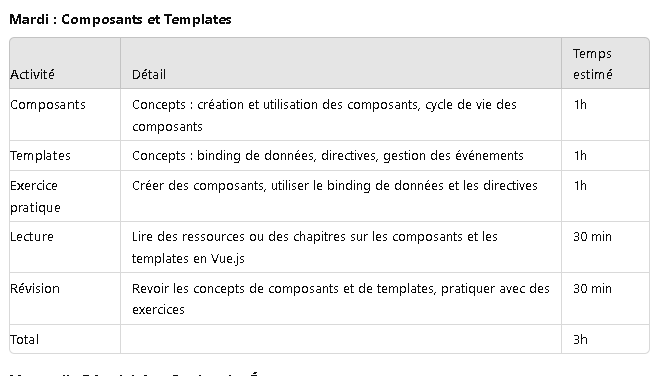 Mardi : Composants et Templates
Temps
Activité Détail estimé
Composants Concepts : création et utilisation des composants, cycle de vie des 1h
composants
Templates Concepts : binding de données, directives, gestion des événements 1h
Exercice Créer des composants, utiliser le binding de données et les directives 1h
pratique
Lecture Lire des ressources ou des chapitres sur les composants et les 30 min
templates en Vue.js
Révision Revoir les concepts de composants et de templates, pratiquer avec des 30 min
exercices
Total 3h